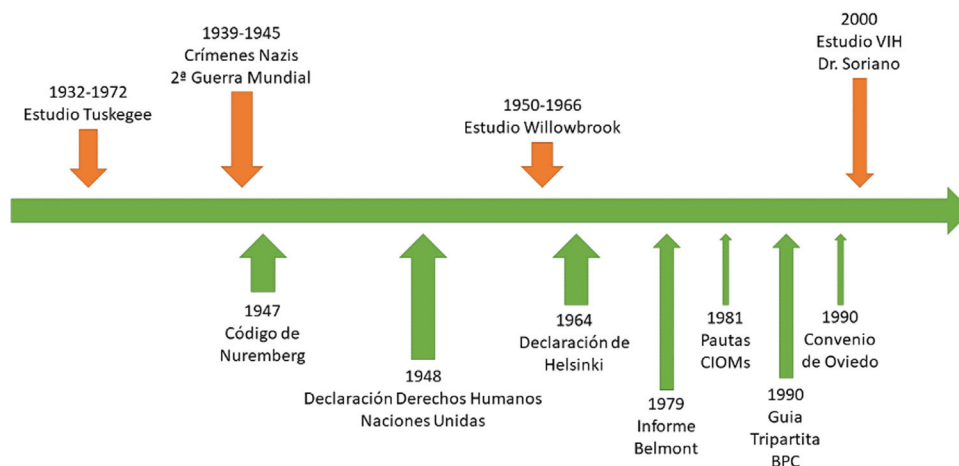 1932-1972
Estudio Tuskegee
1939-1945
Crímenes Nazis
2ª Guerra Mundial
1950-1966
Estudio Willowbrook
2000
Estudio VIH
Dr. Soriano
1947
Código de
Nuremberg
1948
Declaración Derechos Humanos
Naciones Unidas
1964
Declaración de
Helsinki
1979
Informe
Belmont
1981
Pautas
CIOMs
1990
Guia
Tripartita
BPC
1990
Convenio
de Oviedo